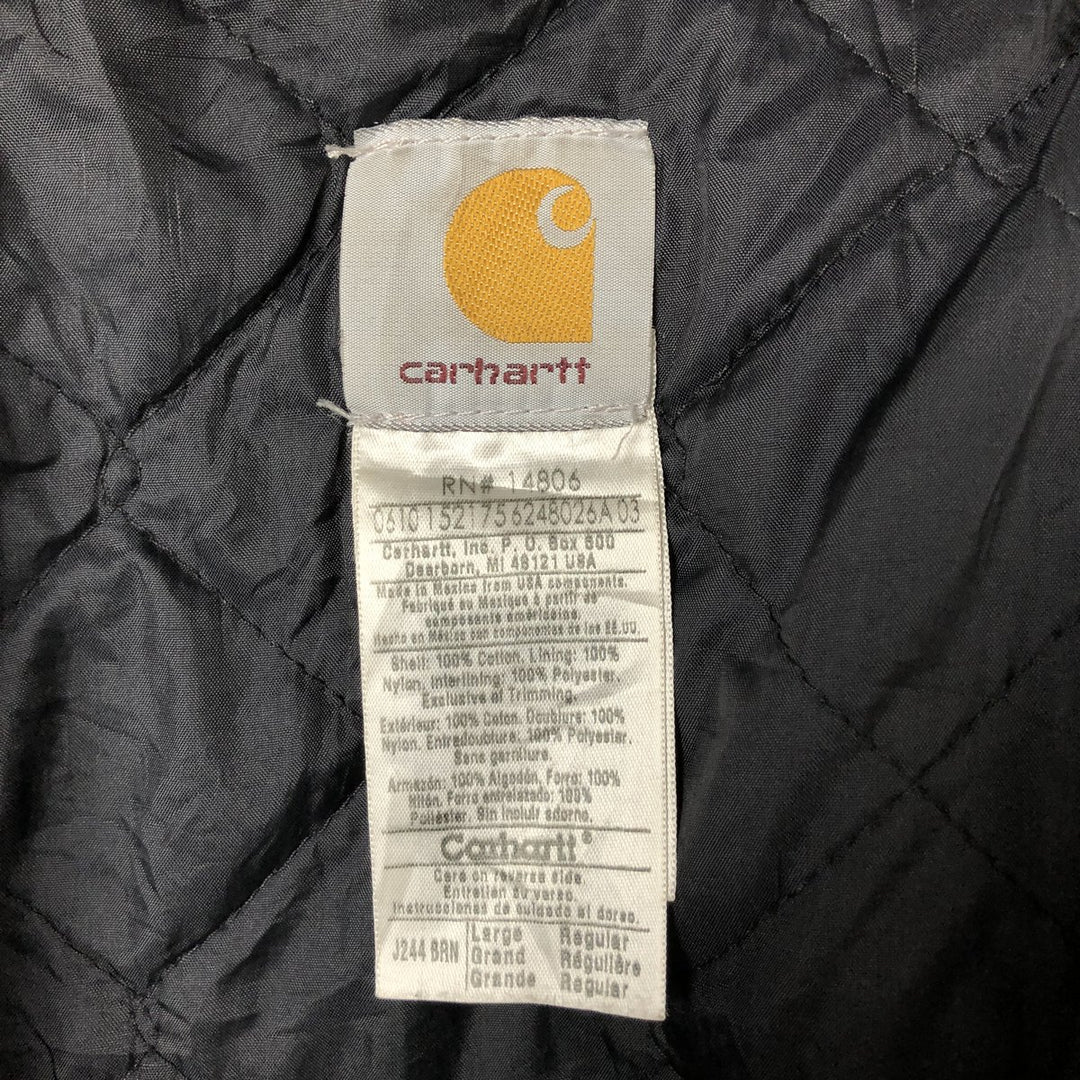 carhartt
RN# 14806
0610 1521756248026A 03
Carhartt, Inc. P. O. Box 600
Dearborn, MI 48121 USA
Made in Mexico from USA components.
Fabriqué au Mexique à partir de
composants américains
Hecho en México con componentes de los EE.UU.
Shell: 100% Cotton, Lining: 100%
Nylon, Interlining: 100% Polyester.
Exclusive of Trimming.
Extérieur: 100% Coton, Doublure: 100%
Nylon. Entredoublure: 100% Polyester.
Sans garniture.
Armazón: 100% Algodón, Forro: 100%
Nilón, Forro entrelazado: 100%
Poliéster. Sin incluir adorno.
Carhartt®
Care on reverse side
Entretien au verso.
Instrucciones de cuidado al dorso.
J244 BRN
Large Regular
Grand Régulière
Grande Regular